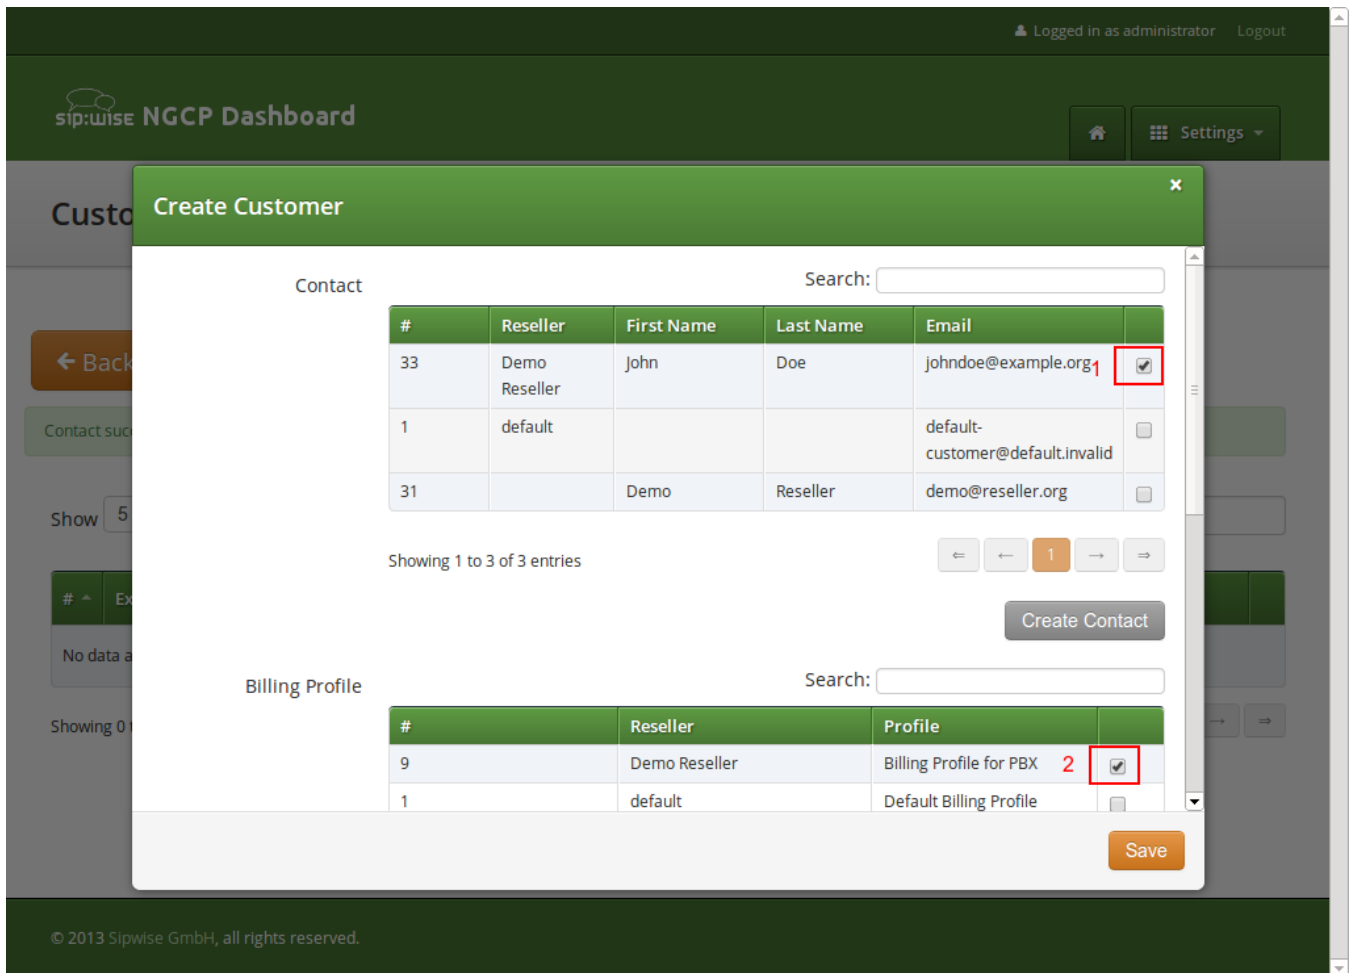 Logged in as administrator Logout
sip:wise NGCP Dashboard
Settings
Custo
Create Customer
×
Back
Contact suc
Show 5
# Ex
No data a
Showing 0 t
Contact
Search:
# Reseller First Name Last Name Email
33 Demo Reseller John Doe johndoe@example.org 1
1 default default-customer@default.invalid
31 Demo Reseller demo@reseller.org
Showing 1 to 3 of 3 entries
⇐ ← 1 → ⇒
Create Contact
Billing Profile
Search:
# Reseller Profile
9 Demo Reseller Billing Profile for PBX 2
1 default Default Billing Profile
→ ⇒
Save
© 2013 Sipwise GmbH, all rights reserved.